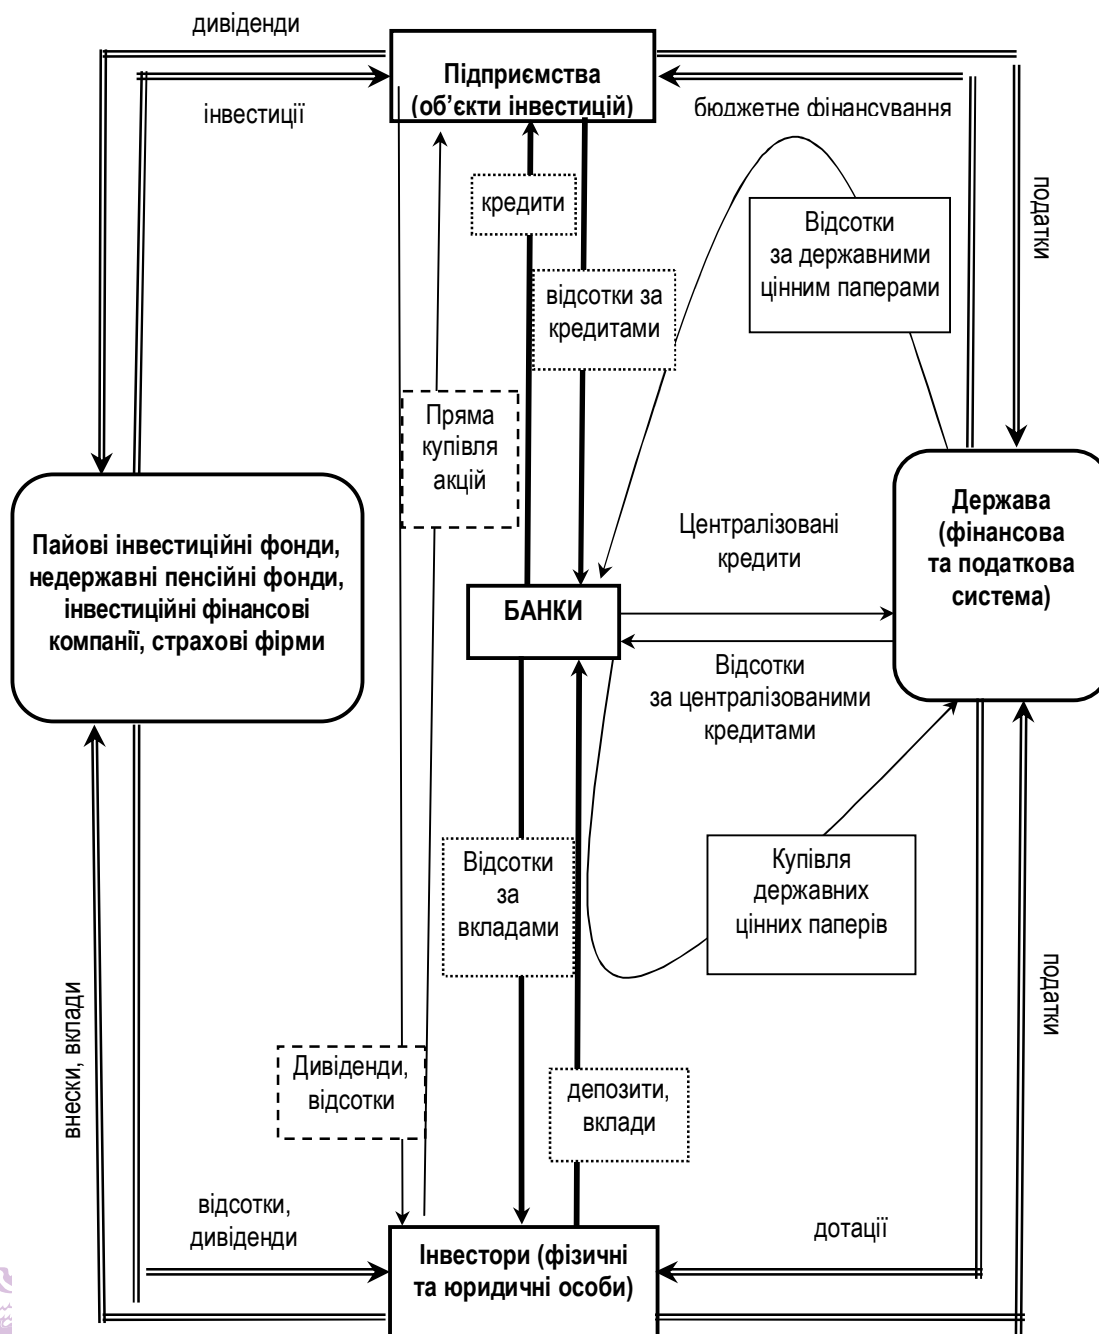 дивіденди
Підприємства
(об’єкти інвестицій)
інвестиції
бюджетне фінансування
податки
кредити
Відсотки
за державними
цінним паперами
відсотки за
кредитами
Пряма
купівля
акцій
Пайові інвестиційні фонди,
недержавні пенсійні фонди,
інвестиційні фінансові
компанії, страхові фірми
Держава
(фінансова
та податкова
система)
Централізовані
кредити
БАНКИ
Відсотки
за централізованими
кредитами
Відсотки
за
вкладами
Купівля
державних
цінних паперів
внески, вклади
податки
Дивіденди,
відсотки
депозити,
вклади
відсотки,
дивіденди
дотації
Інвестори (фізичні
та юридичні особи)